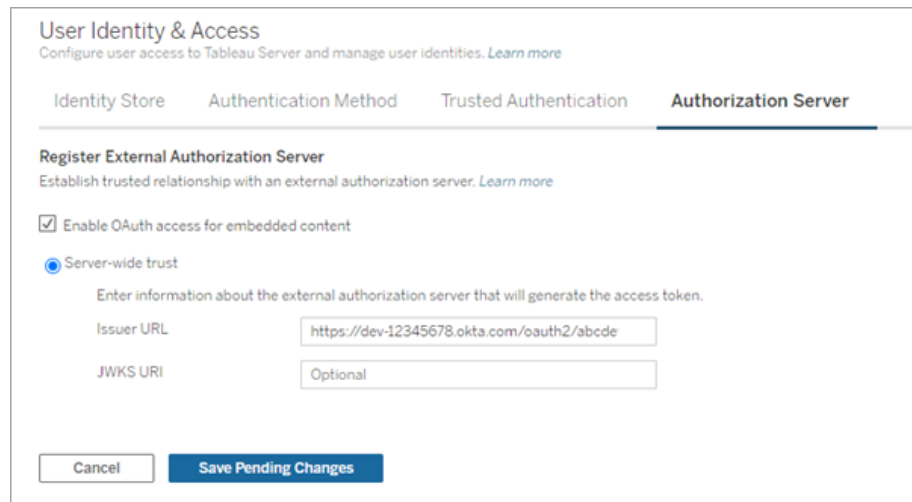 User Identity & Access
Configure user access to Tableau Server and manage user identities. Learn more
Identity Store Authentication Method Trusted Authentication Authorization Server
Register External Authorization Server
Establish trusted relationship with an external authorization server. Learn more
Enable OAuth access for embedded content
Server-wide trust
Enter information about the external authorization server that will generate the access token.
Issuer URL https://dev-12345678.okta.com/oauth2/abcde
JWKS URI Optional
Cancel Save Pending Changes